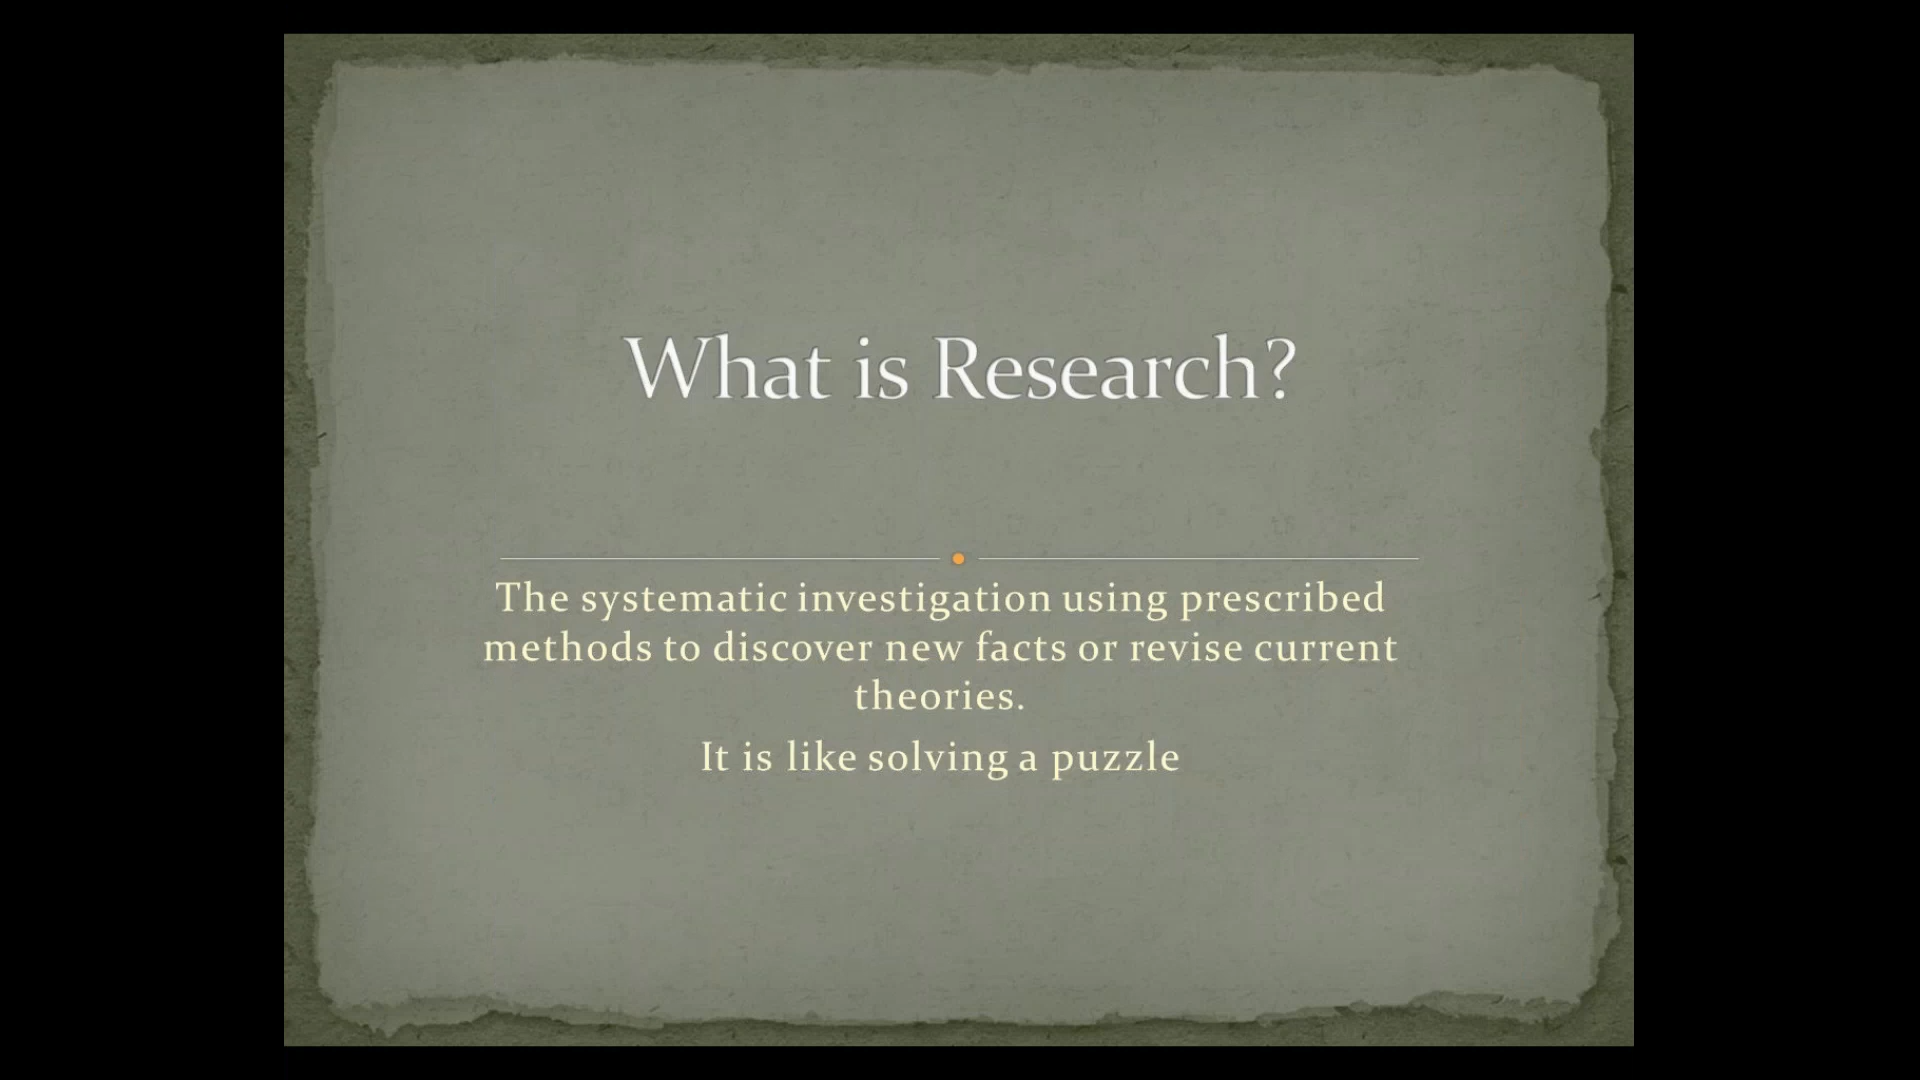 What is Research?
The systematic investigation using prescribed
methods to discover new facts or revise current
theories.
It is like solving a puzzle